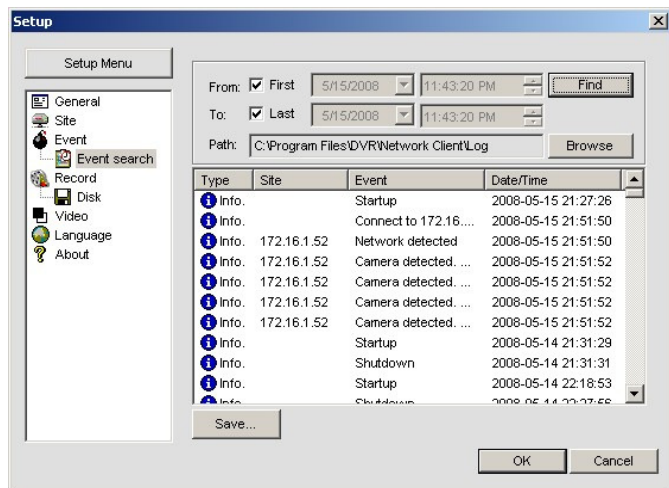 Setup
Setup Menu
General
Site
Event
Event search
Record
Disk
Video
Language
About
From: First 5/15/2008 11:43:20 PM Find
To: Last 5/15/2008 11:43:20 PM
Path: C:\Program Files\DVR\Network Client\Log Browse
Type Site Event Date/Time
Info. Startup 2008-05-15 21:27:26
Info. Connect to 172.16.... 2008-05-15 21:51:50
Info. 172.16.1.52 Network detected 2008-05-15 21:51:50
Info. 172.16.1.52 Camera detected. ... 2008-05-15 21:51:52
Info. 172.16.1.52 Camera detected. ... 2008-05-15 21:51:52
Info. 172.16.1.52 Camera detected. ... 2008-05-15 21:51:52
Info. 172.16.1.52 Camera detected. ... 2008-05-15 21:51:52
Info. Startup 2008-05-14 21:31:29
Info. Shutdown 2008-05-14 21:31:31
Info. Startup 2008-05-14 22:18:53
Info. Shutdown 2008-05-14 22:27:56
Save...
OK Cancel